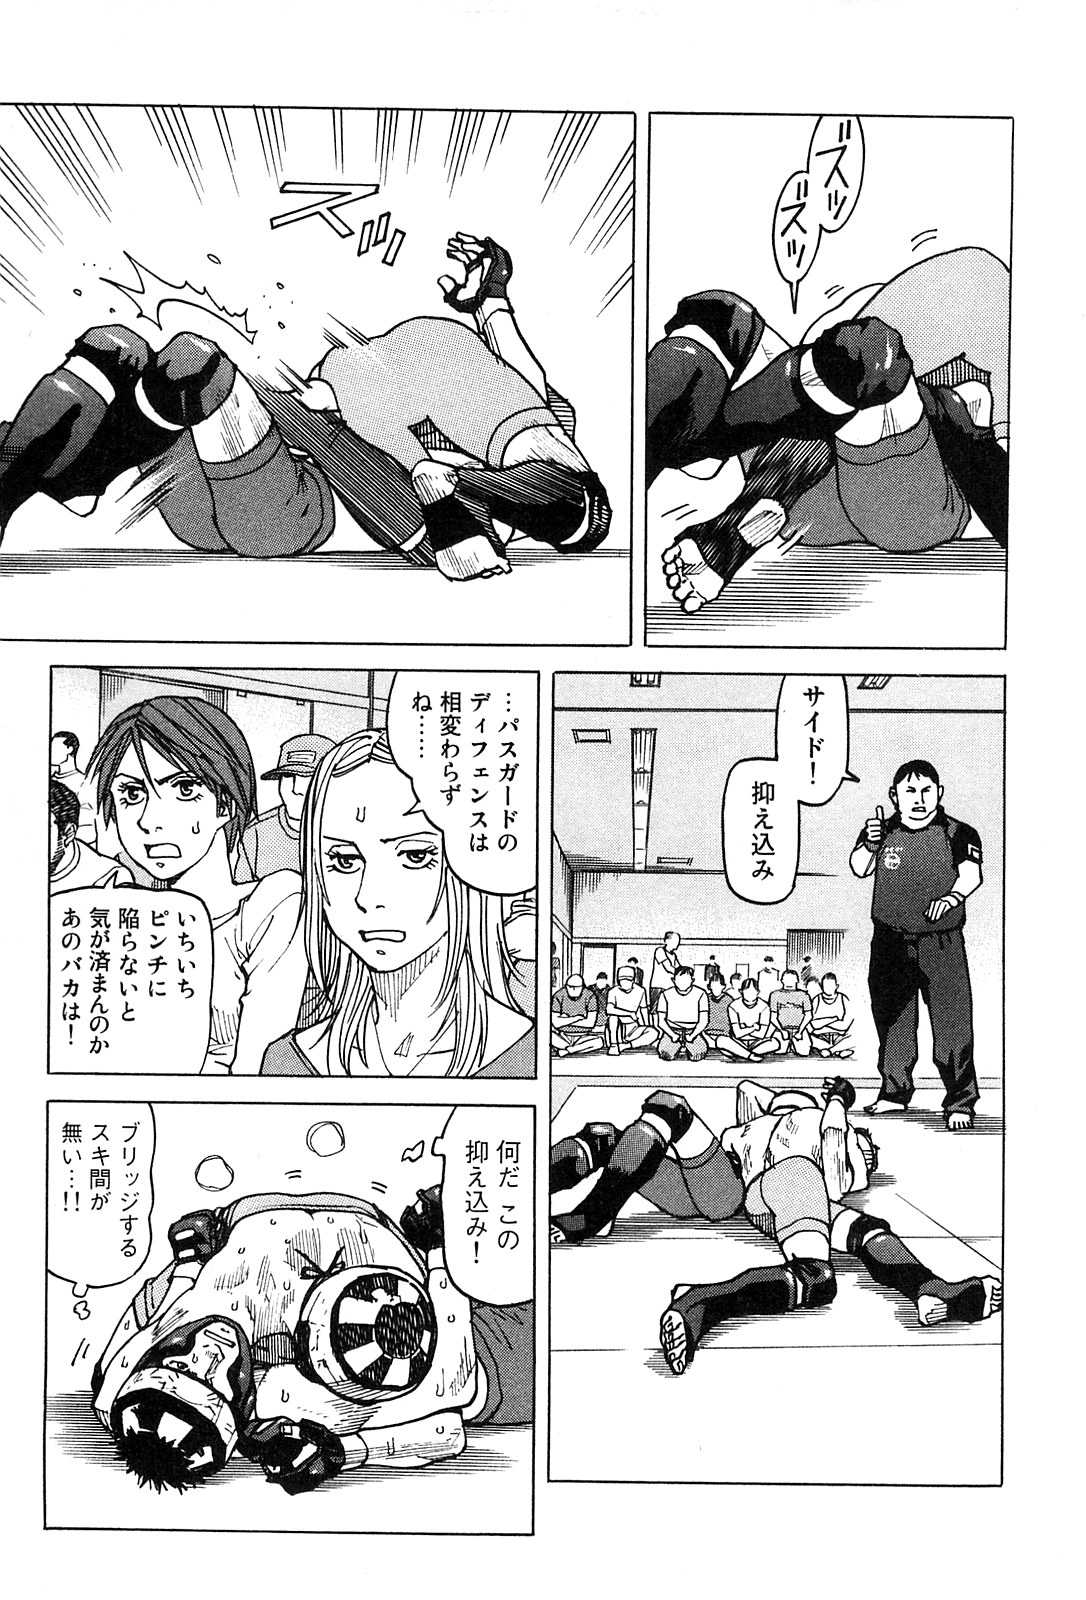 ズズッ
ズズッ
ズズ
サイド!
抑え込み
…パスガードの
ディフェンスは
相変わらず
ね……
いちいち
ピンチに
陥らないと
気が済まんのか
あのバカは!
何だ この
抑え込み!
ブリッジする
スキ間が
無い…!!